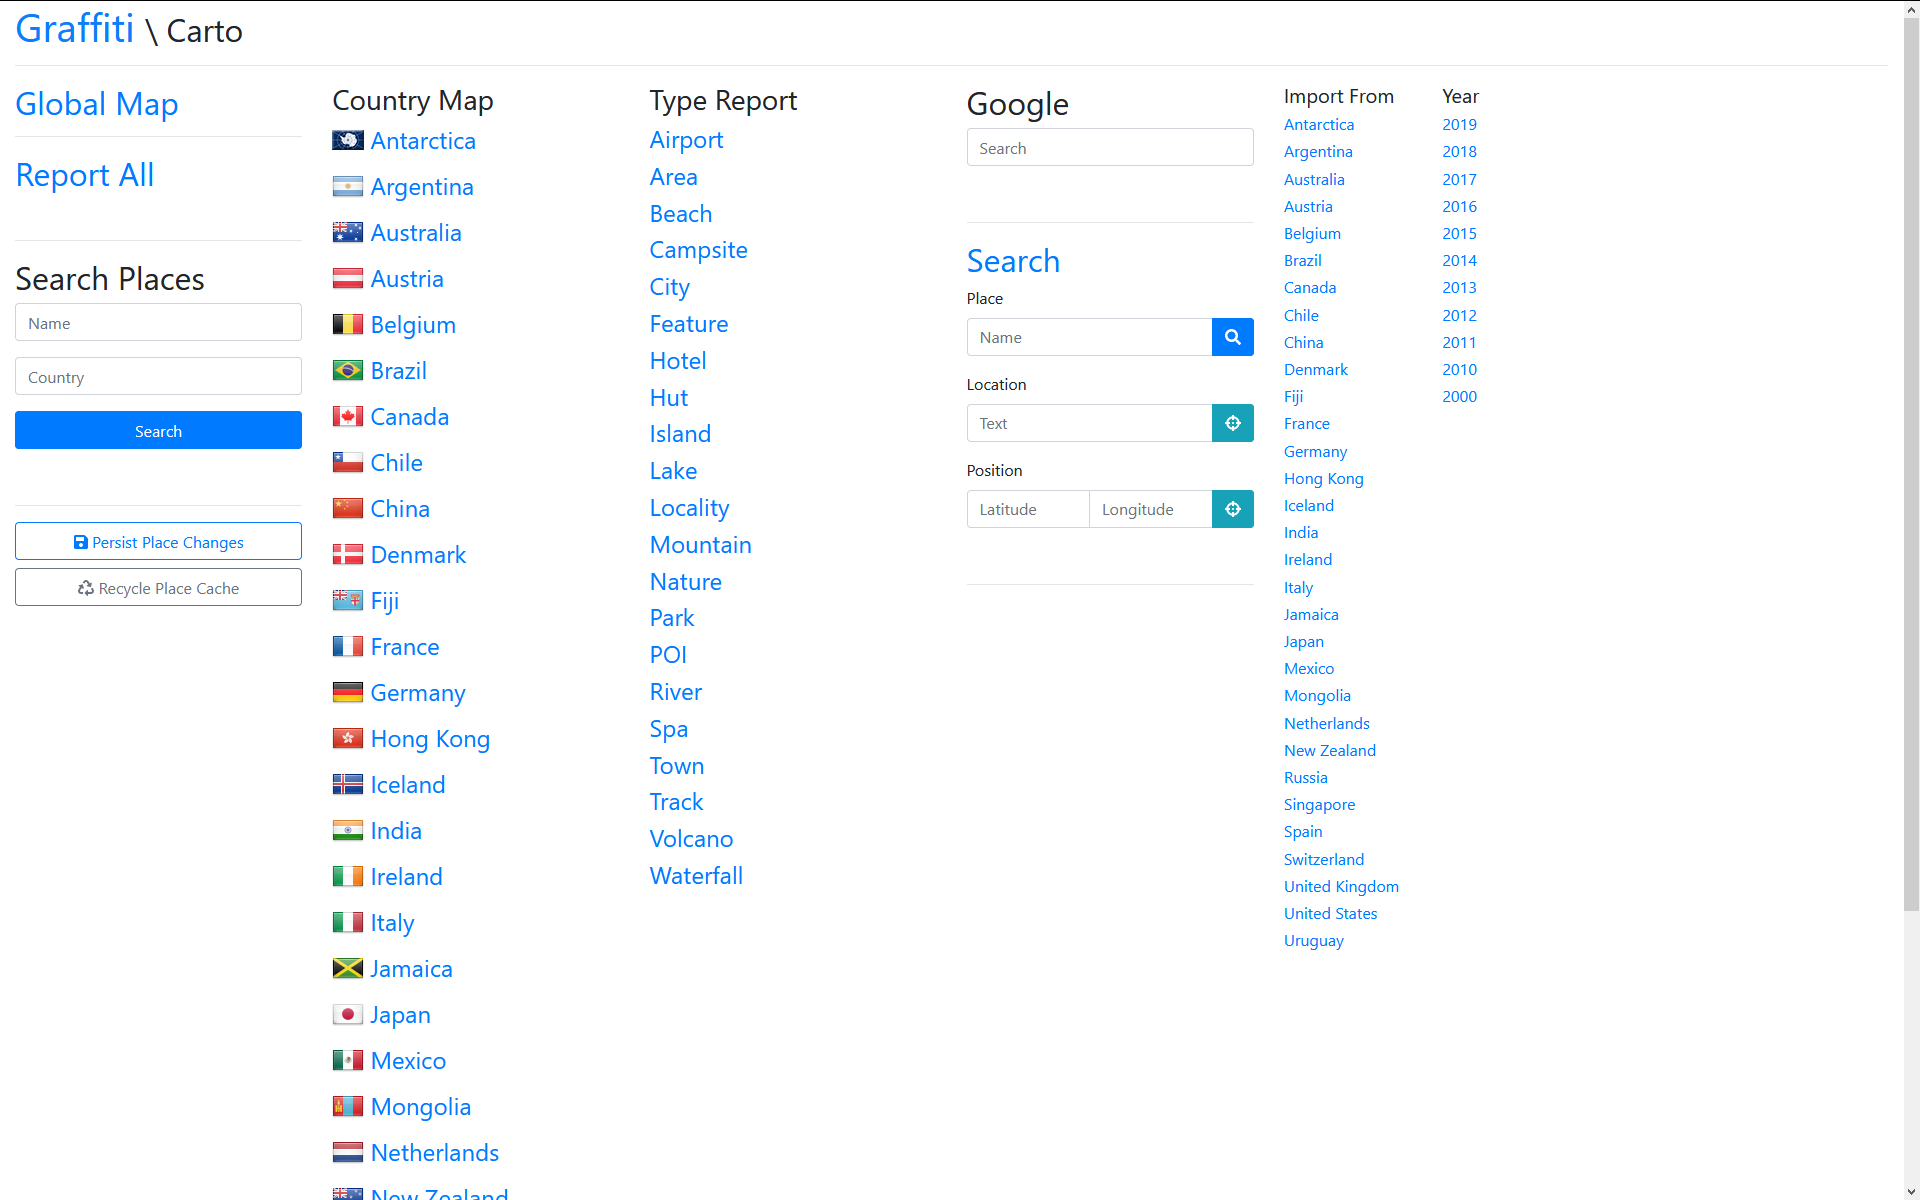 Graffiti \ Carto
Global Map
Report All
Search Places
Name
Country
Search
Persist Place Changes
Recycle Place Cache
Country Map
Antarctica
Argentina
Australia
Austria
Belgium
Brazil
Canada
Chile
China
Denmark
Fiji
France
Germany
Hong Kong
Iceland
India
Ireland
Italy
Jamaica
Japan
Mexico
Mongolia
Netherlands
New Zealand
Type Report
Airport
Area
Beach
Campsite
City
Feature
Hotel
Hut
Island
Lake
Locality
Mountain
Nature
Park
POI
River
Spa
Town
Track
Volcano
Waterfall
Google
Search
Search
Place
Name
Location
Text
Position
Latitude Longitude
Import From
Antarctica
Argentina
Australia
Austria
Belgium
Brazil
Canada
Chile
China
Denmark
Fiji
France
Germany
Hong Kong
Iceland
India
Ireland
Italy
Jamaica
Japan
Mexico
Mongolia
Netherlands
New Zealand
Russia
Singapore
Spain
Switzerland
United Kingdom
United States
Uruguay
Year
2019
2018
2017
2016
2015
2014
2013
2012
2011
2010
2000